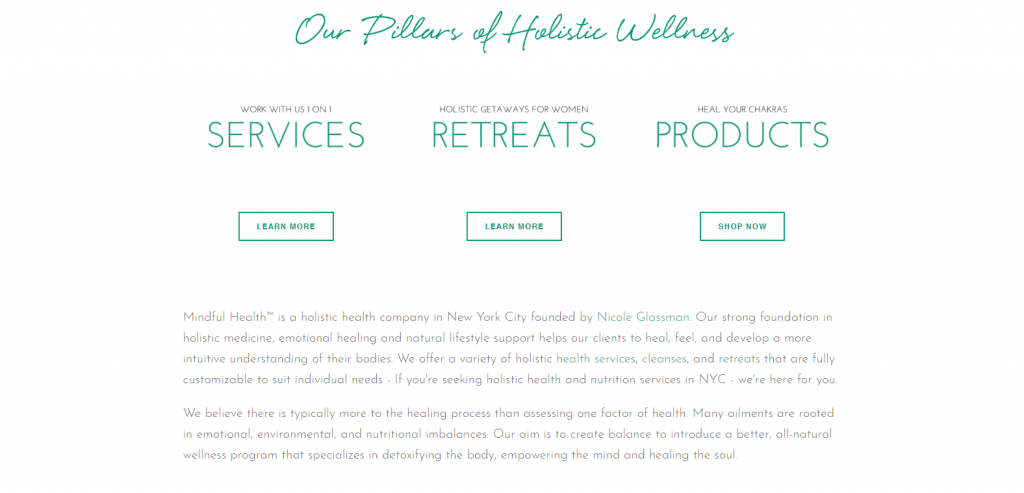 Our Pillars of Holistic Wellness
WORK WITH US 1 ON 1
SERVICES
LEARN MORE
HOLISTIC GETAWAYS FOR WOMEN
RETREATS
LEARN MORE
HEAL YOUR CHAKRAS
PRODUCTS
SHOP NOW
Mindful Health™ is a holistic health company in New York City founded by Nicole Glassman. Our strong foundation in
holistic medicine, emotional healing and natural lifestyle support helps our clients to heal, feel, and develop a more
intuitive understanding of their bodies. We offer a variety of holistic health services, cleanses, and retreats that are fully
customizable to suit individual needs - If you're seeking holistic health and nutrition services in NYC - we're here for you.
We believe there is typically more to the healing process than assessing one factor of health. Many ailments are rooted
in emotional, environmental, and nutritional imbalances. Our aim is to create balance to introduce a better, all-natural
wellness program that specializes in detoxifying the body, empowering the mind and healing the soul.